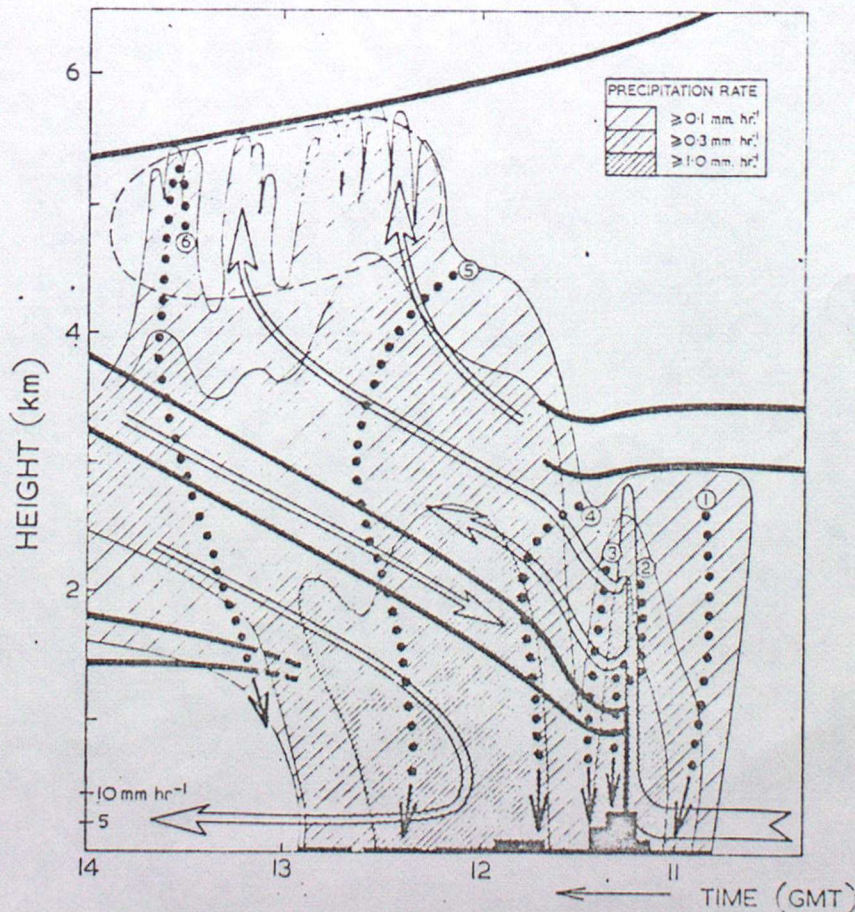 6
PRECIPITATION RATE
⩾0·1 mm. hr.⁻¹
⩾0·3 mm hr.⁻¹
⩾1·0 mm. hr.⁻¹
⑥
⑤
4
HEIGHT (km)
①
④
③
②
2
10 mm hr⁻¹
5
14
13
12
11
TIME (GMT)